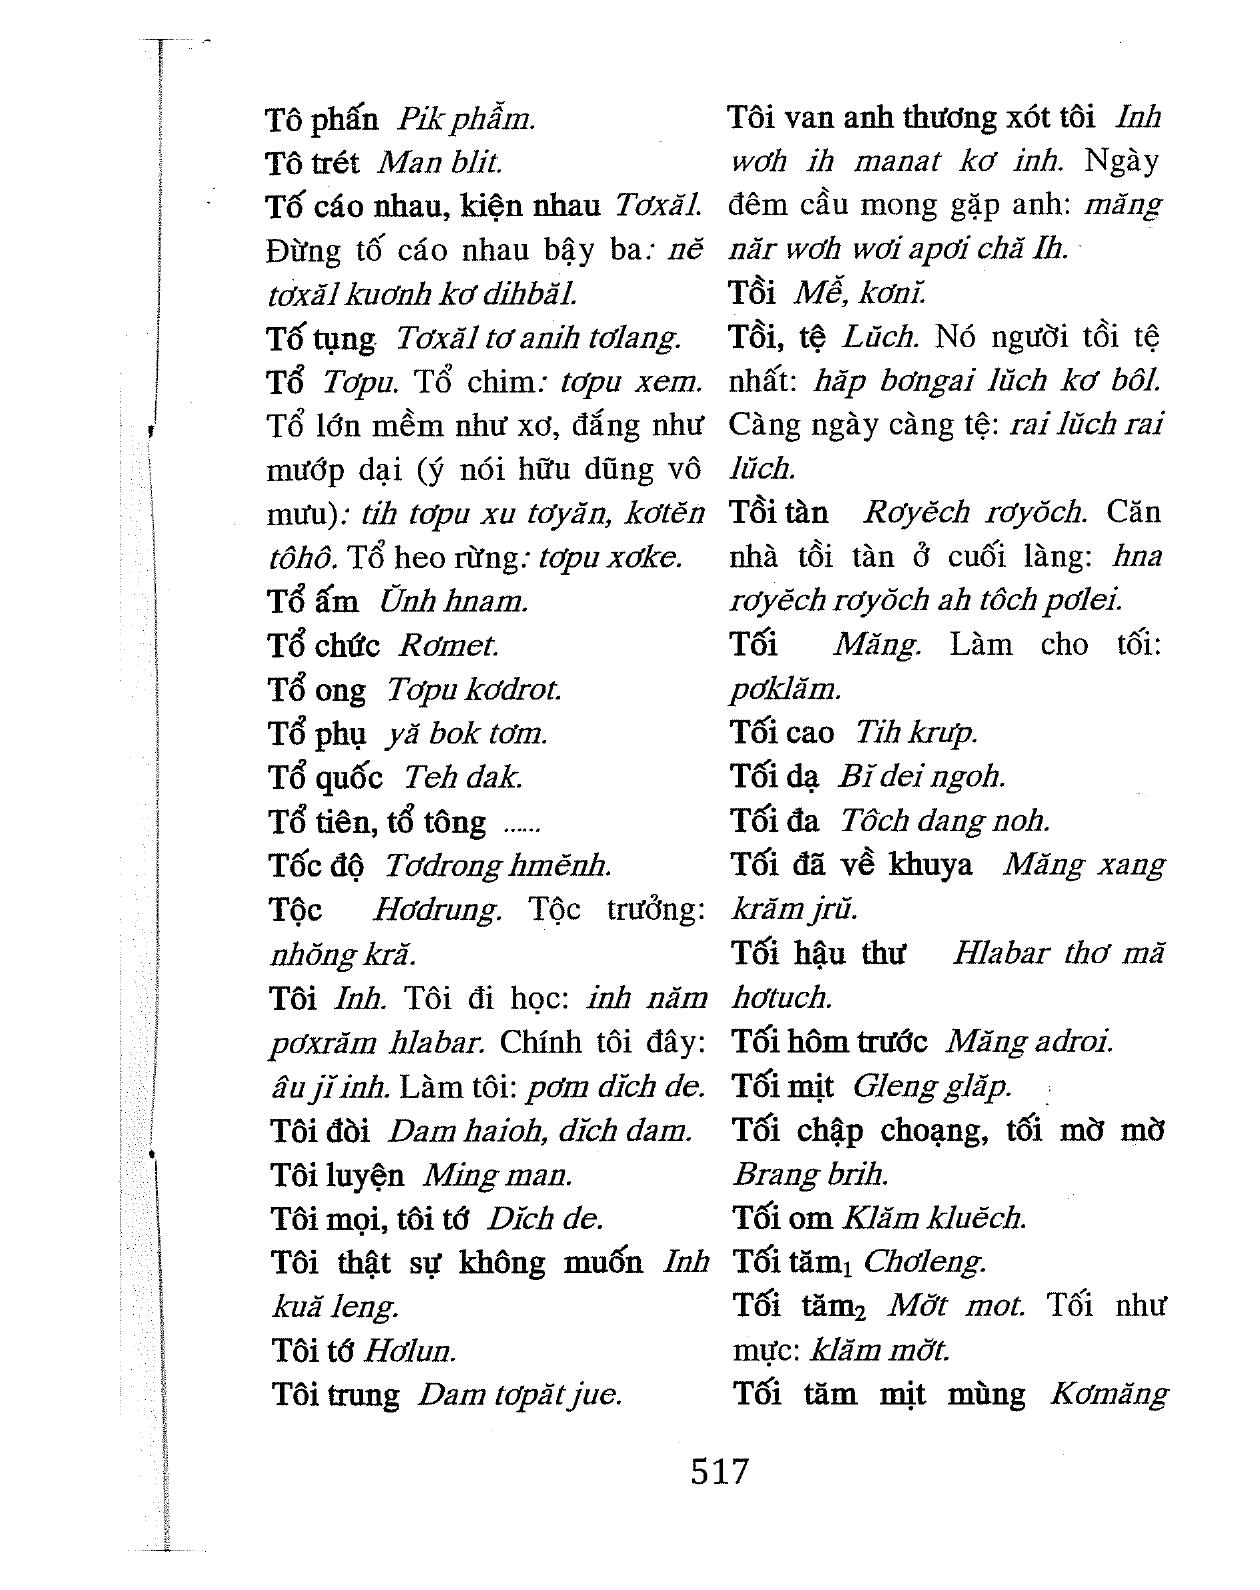 Tô phấn Pik phẫm.
Tô trét Man blit.
Tố cáo nhau, kiện nhau Tơxăl.
Đừng tố cáo nhau bậy ba: nĕ
tơxăl kuơnh kơ dihbăl.
Tố tụng Tơxăl tơ anih tơlang.
Tổ Tơpu. Tổ chim: tơpu xem.
Tổ lớn mềm như xơ, đắng như
mướp dại (ý nói hữu dũng vô
mưu): tih tơpu xu tơyăn, kơtĕn
tôhô. Tổ heo rừng: tơpu xơke.
Tổ ấm Ŭnh hnam.
Tổ chức Rơmet.
Tổ ong Tơpu kơdrot.
Tổ phụ yă bok tơm.
Tổ quốc Teh dak.
Tổ tiên, tổ tông ......
Tốc độ Tơdrong hmĕnh.
Tộc Hơdrung. Tộc trưởng:
nhŏng kră.
Tôi Inh. Tôi đi học: inh năm
pơxrăm hlabar. Chính tôi đây:
âu jĭ inh. Làm tôi: pơm dĭch de.
Tôi đòi Dam haioh, dĭch dam.
Tôi luyện Ming man.
Tôi mọi, tôi tớ Dĭch de.
Tôi thật sự không muốn Inh
kuă leng.
Tôi tớ Hơlun.
Tôi trung Dam tơpăt jue.
Tôi van anh thương xót tôi Inh
wơh ih manat kơ inh. Ngày
đêm cầu mong gặp anh: măng
năr wơh wơi apơi chă Ih.
Tồi Mê̆, kơnĭ.
Tồi, tệ Lŭch. Nó người tồi tệ
nhất: hăp bơngai lŭch kơ bôl.
Càng ngày càng tệ: rai lŭch rai
lŭch.
Tồi tàn Rơyĕch rơyŏch. Căn
nhà tồi tàn ở cuối làng: hna
rơyĕch rơyŏch ah tôch pơlei.
Tối Măng. Làm cho tối:
pơklăm.
Tối cao Tih krưp.
Tối dạ Bĭ dei ngoh.
Tối đa Tôch dang noh.
Tối đã về khuya Măng xang
krăm jrŭ.
Tối hậu thư Hlabar thơ mă
hơtuch.
Tối hôm trước Măng adroi.
Tối mịt Gleng glăp.
Tối chập choạng, tối mờ mờ
Brang brih.
Tối om Klăm kluĕch.
Tối tăm₁ Chơleng.
Tối tăm₂ Mơ̆t mot. Tối như
mực: klăm mơ̆t.
Tối tăm mịt mùng Kơmăng
517